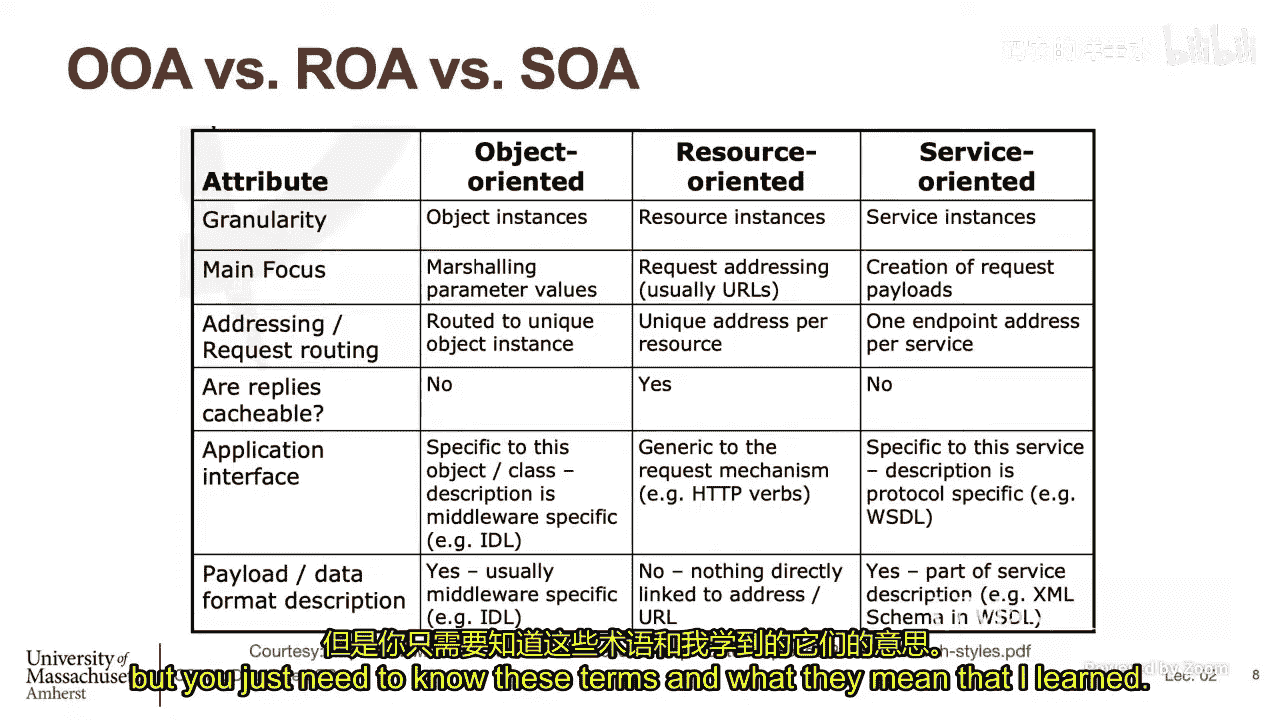 OOA vs. ROA vs. SOA
Attribute
Object-
oriented
Resource-
oriented
Service-
oriented
Granularity
Object instances
Resource instances
Service instances
Main Focus
Marshalling
parameter values
Request addressing
(usually URLs)
Creation of request
payloads
Addressing /
Request routing
Routed to unique
object instance
Unique address per
resource
One endpoint address
per service
Are replies
cacheable?
No
Yes
No
Application
interface
Specific to this
object / class –
description is
middleware specific
(e.g. IDL)
Generic to the
request mechanism
(e.g. HTTP verbs)
Specific to this service
– description is
protocol specific (e.g.
WSDL)
Payload / data
format description
Yes – usually
middleware specific
(e.g. IDL)
No – nothing directly
linked to address /
URL
Yes – part of service
description (e.g. XML
Schema in WSDL)
但是你只需要知道这些术语和我学到的它们的意思。
but you just need to know these terms and what they mean that I learned.
University of
Massachusetts
Amherst
Courtesy:
h-styles.pdf
Powered by Zoom
Lec. 02
8
bilibili